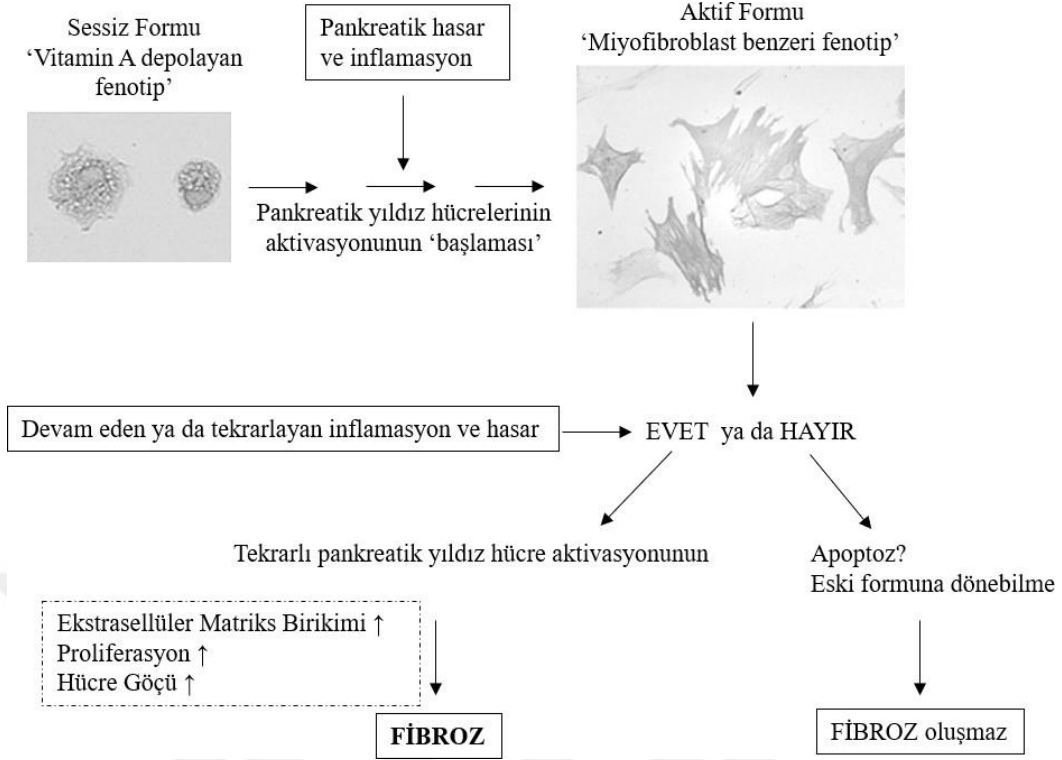 Sessiz Formu
‘Vitamin A depolayan
fenotip’
Pankreatik hasar
ve inflamasyon
Aktif Formu
‘Miyofibroblast benzeri fenotip’
Pankreatik yıldız hücrelerinin
aktivasyonunun ‘başlaması’
Devam eden ya da tekrarlayan inflamasyon ve hasar
EVET ya da HAYIR
Tekrarlı pankreatik yıldız hücre aktivasyonunun
Apoptoz?
Eski formuna dönebilme
Ekstrasellüler Matriks Birikimi ↑
Proliferasyon ↑
Hücre Göçü ↑
FİBROZ
FİBROZ oluşmaz